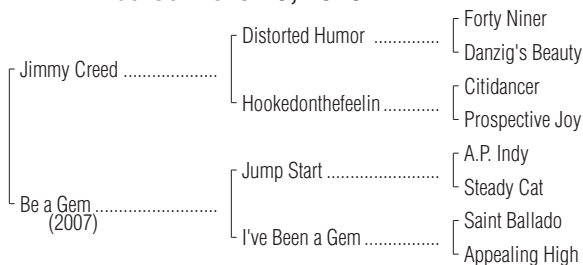 Forty Niner
Distorted Humor ..............
Danzig's Beauty
Jimmy Creed ....................
Citidancer
Hookedonthefeelin ............
Prospective Joy
A.P. Indy
Jump Start ........................
Steady Cat
Be a Gem ..........................
(2007)
Saint Ballado
I've Been a Gem ................
Appealing High